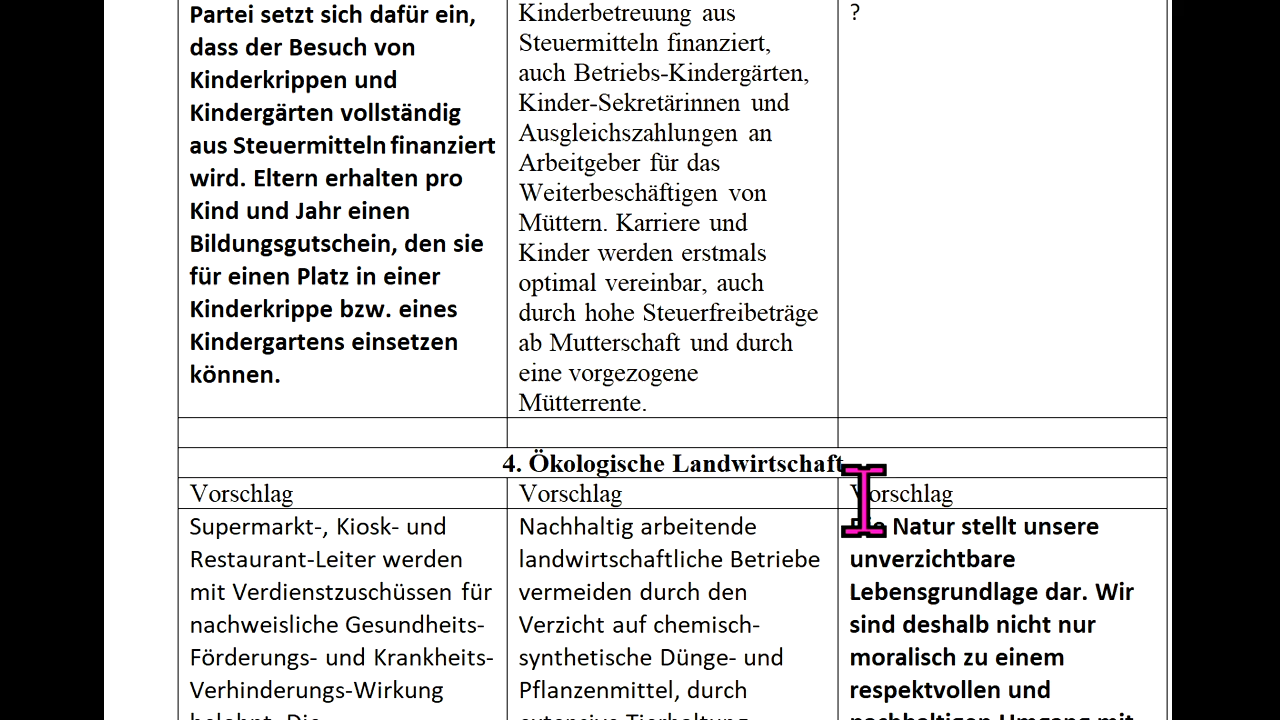 Partei setzt sich dafür ein,
dass der Besuch von
Kinderkrippen und
Kindergärten vollständig
aus Steuermitteln finanziert
wird. Eltern erhalten pro
Kind und Jahr einen
Bildungsgutschein, den sie
für einen Platz in einer
Kinderkrippe bzw. eines
Kindergartens einsetzen
können.
Kinderbetreuung aus
Steuermitteln finanziert,
auch Betriebs-Kindergärten,
Kinder-Sekretärinnen und
Ausgleichszahlungen an
Arbeitgeber für das
Weiterbeschäftigen von
Müttern. Karriere und
Kinder werden erstmals
optimal vereinbar, auch
durch hohe Steuerfreibeträge
ab Mutterschaft und durch
eine vorgezogene
Mütterrente.
?
4. Ökologische Landwirtschaft
Vorschlag
Supermarkt-, Kiosk- und
Restaurant-Leiter werden
mit Verdienstzuschüssen für
nachweisliche Gesundheits-
Förderungs- und Krankheits-
Verhinderungs-Wirkung
Vorschlag
Nachhaltig arbeitende
landwirtschaftliche Betriebe
vermeiden durch den
Verzicht auf chemisch-
synthetische Dünge- und
Pflanzenmittel, durch
extensive Tierhaltung
Vorschlag
Natur stellt unsere
unverzichtbare
Lebensgrundlage dar. Wir
sind deshalb nicht nur
moralisch zu einem
respektvollen und
nachhaltigen Umgang mit